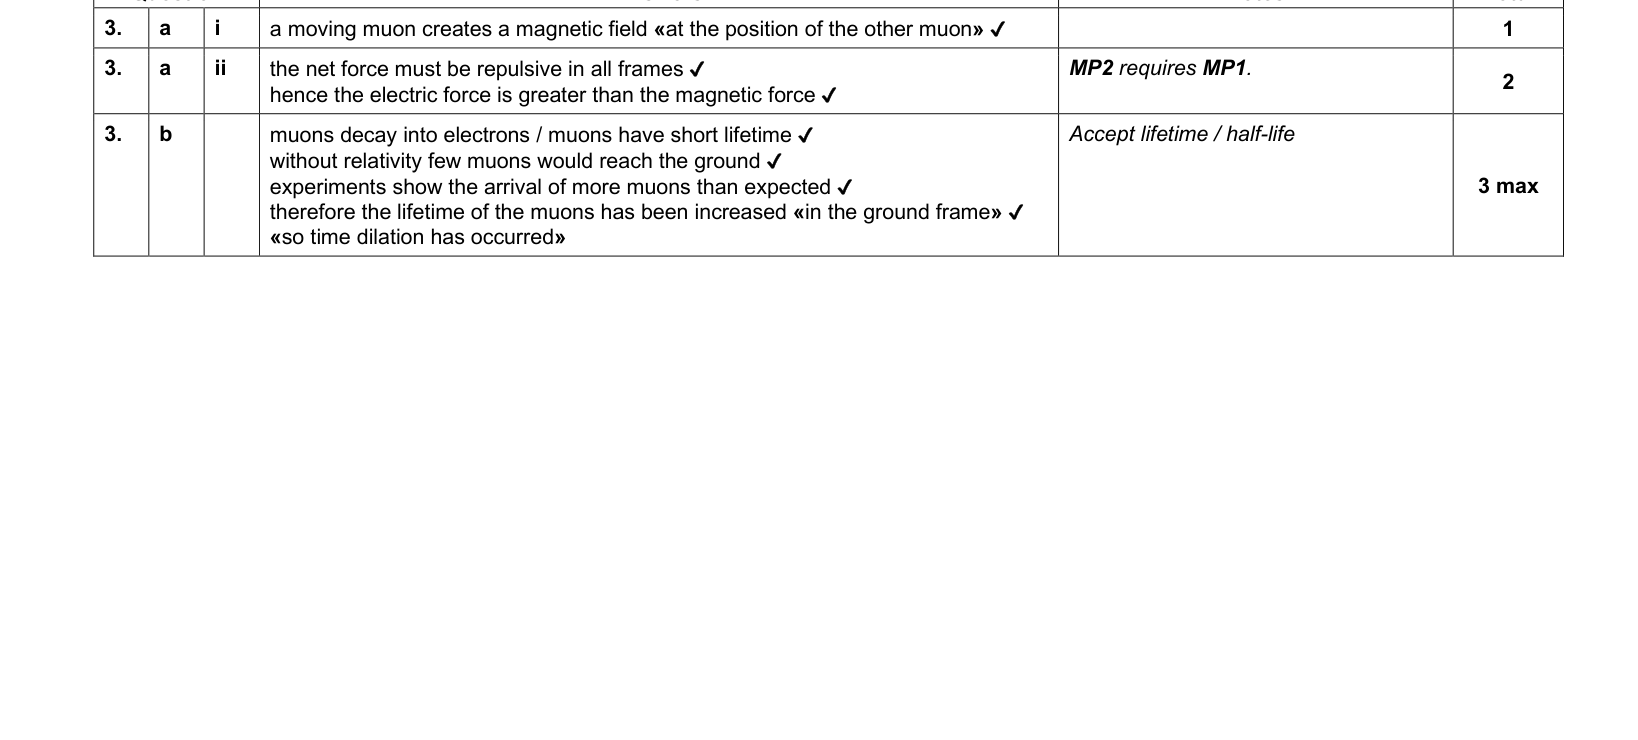 3. a i a moving muon creates a magnetic field «at the position of the other muon» ✓ 1
3. a ii the net force must be repulsive in all frames ✓ MP2 requires MP1. 2
hence the electric force is greater than the magnetic force ✓
3. b muons decay into electrons / muons have short lifetime ✓ Accept lifetime / half-life 3 max
without relativity few muons would reach the ground ✓
experiments show the arrival of more muons than expected ✓
therefore the lifetime of the muons has been increased «in the ground frame» ✓
«so time dilation has occurred»